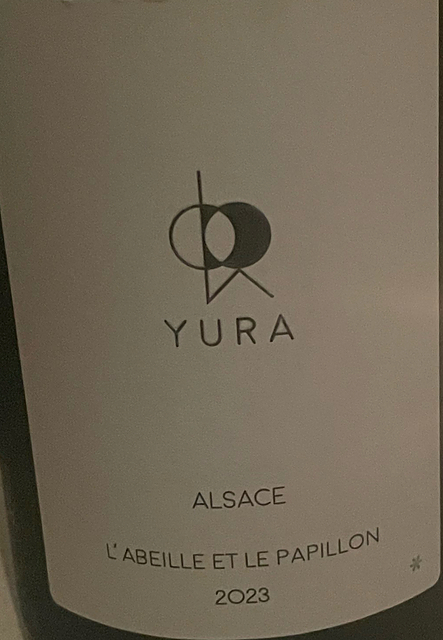 YURA
ALSACE
L'ABEILLE ET LE PAPILLON
2023